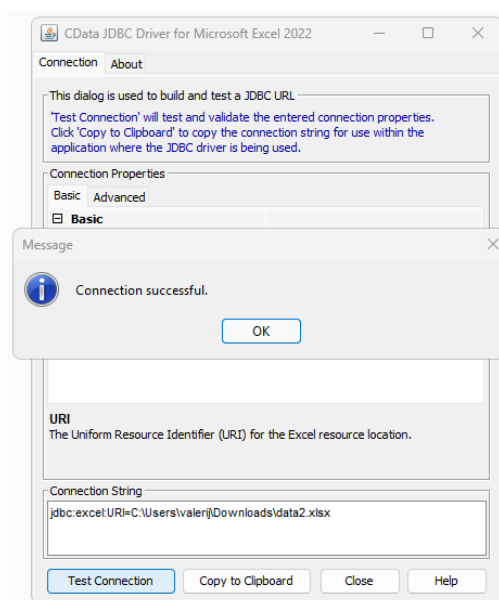 CData JDBC Driver for Microsoft Excel 2022
Connection About
This dialog is used to build and test a JDBC URL
'Test Connection' will test and validate the entered connection properties.
Click 'Copy to Clipboard' to copy the connection string for use within the
application where the JDBC driver is being used.
Connection Properties
Basic Advanced
Basic
Message
Connection successful.
OK
URI
The Uniform Resource Identifier (URI) for the Excel resource location.
Connection String
jdbc:excel:URI=C:\Users\valerij\Downloads\data2.xlsx
Test Connection Copy to Clipboard Close Help